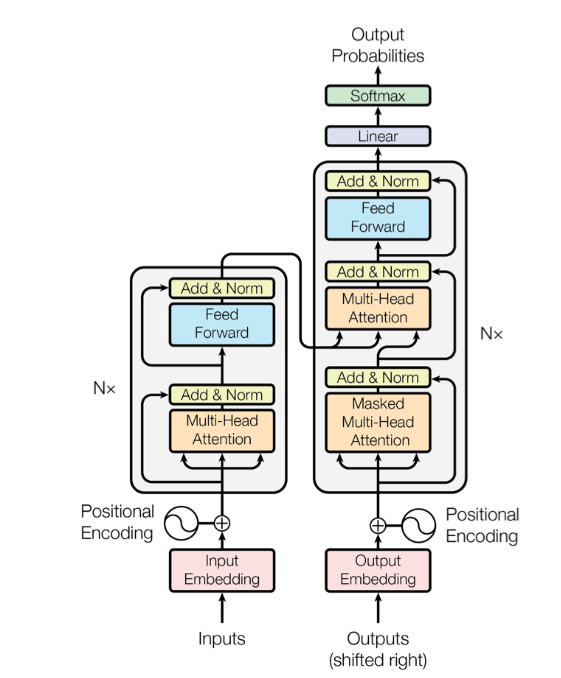 Output
Probabilities
Softmax
Linear
Add & Norm
Feed
Forward
Add & Norm
Multi-Head
Attention
Add & Norm
Masked
Multi-Head
Attention
Nx
Add & Norm
Feed
Forward
Add & Norm
Multi-Head
Attention
N×
Positional
Encoding
Positional
Encoding
Input
Embedding
Output
Embedding
Inputs
Outputs
(shifted right)